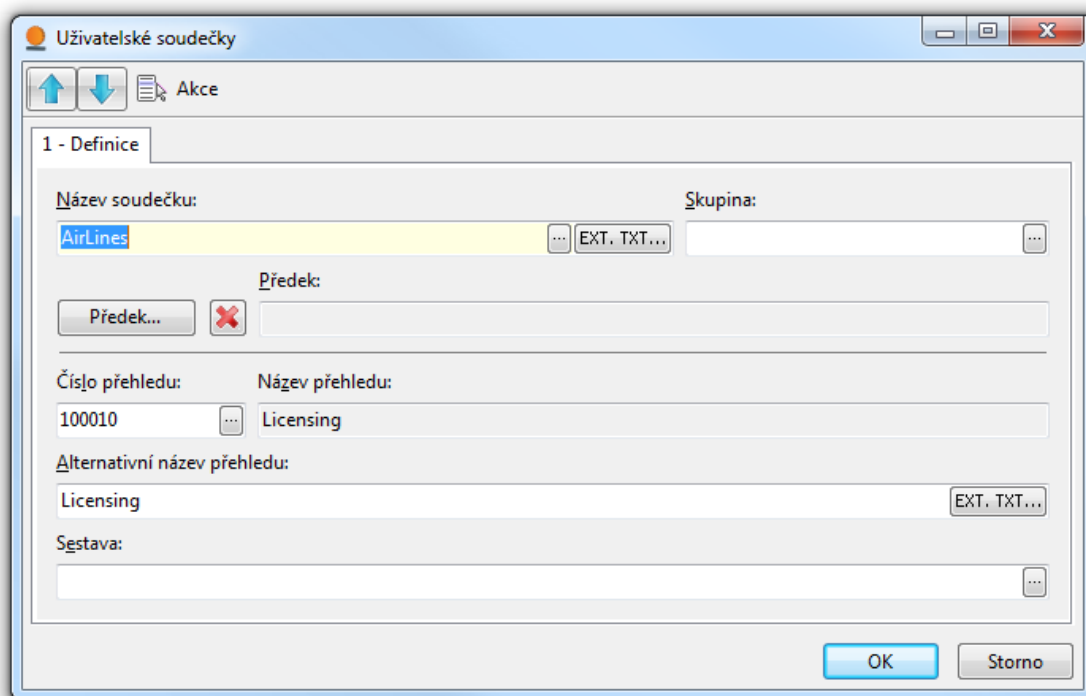 Uživatelské soudečky
Akce
1 - Definice
Název soudečku:
Skupina:
AirLines
... EXT. TXT...
...
Předek:
Předek...
Číslo přehledu:
Název přehledu:
100010 ...
Licensing
Alternativní název přehledu:
Licensing
EXT. TXT...
Sestava:
...
OK
Storno